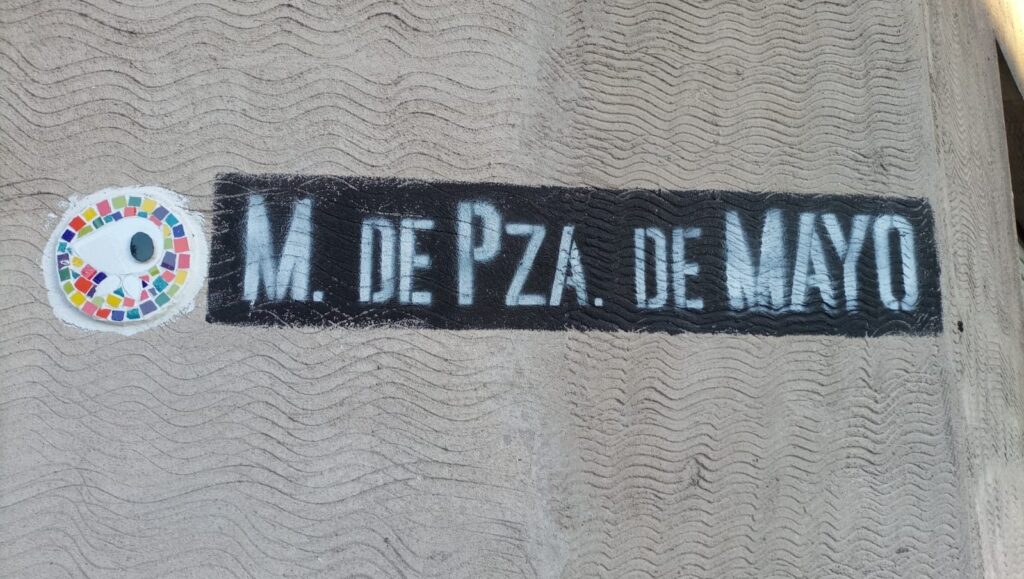 M. DE PZA. DE MAYO